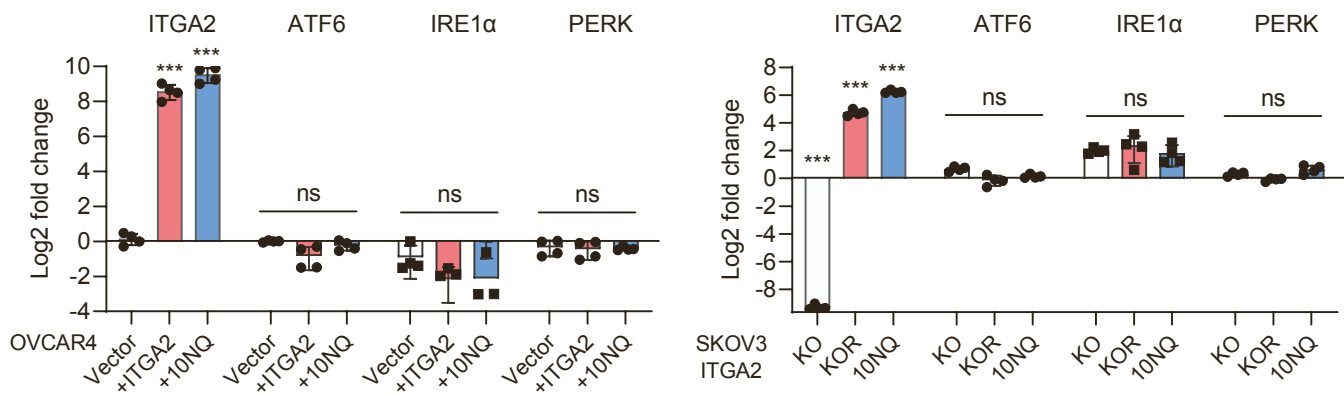 ITGA2 ATF6 IRE1α PERK
Log2 fold change
10
8
6
4
2
0
-2
-4
*** ***
ns ns ns
OVCAR4
Vector +ITGA2 +10NQ Vector +ITGA2 +10NQ Vector +ITGA2 +10NQ Vector +ITGA2 +10NQ
ITGA2 ATF6 IRE1α PERK
Log2 fold change
8
6
4
2
0
-2
-4
-6
-8
*** *** ***
ns ns ns
SKOV3
ITGA2
KO KOR 10NQ KO KOR 10NQ KO KOR 10NQ KO KOR 10NQ